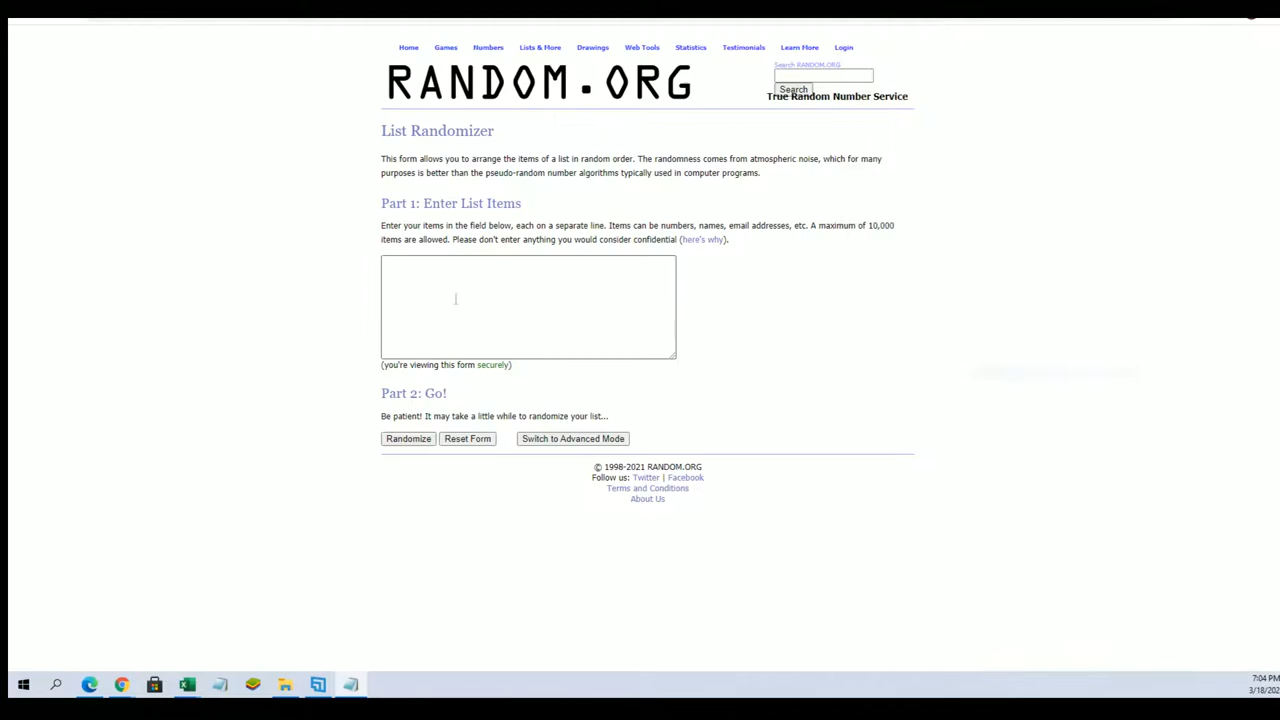 Home Games Numbers Lists & More Drawings Web Tools Statistics Testimonials Learn More Login
RANDOM.ORG
Search RANDOM.ORG
Search
True Random Number Service
List Randomizer
This form allows you to arrange the items of a list in random order. The randomness comes from atmospheric noise, which for many
purposes is better than the pseudo-random number algorithms typically used in computer programs.
Part 1: Enter List Items
Enter your items in the field below, each on a separate line. Items can be numbers, names, email addresses, etc. A maximum of 10,000
items are allowed. Please don't enter anything you would consider confidential (here's why).
(you're viewing this form securely)
Part 2: Go!
Be patient! It may take a little while to randomize your list...
Randomize Reset Form Switch to Advanced Mode
© 1998-2021 RANDOM.ORG
Follow us: Twitter | Facebook
Terms and Conditions
About Us
7:04 PM
3/18/202